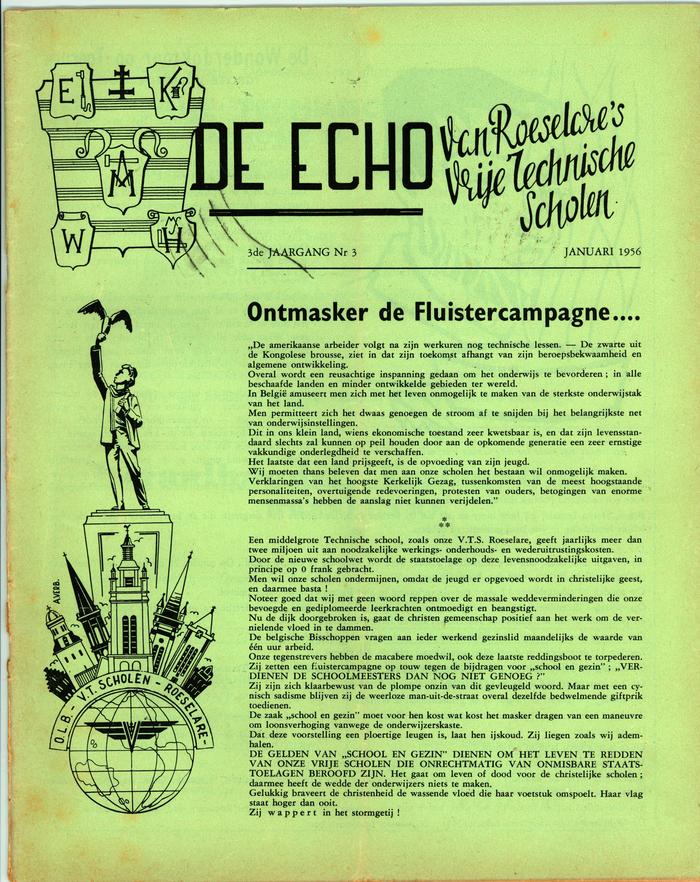 E K
AM
W H
DE ECHO
Van Roeselare's
Vrije Technische
Scholen
3de JAARGANG Nr 3 JANUARI 1956
Ontmasker de Fluistercampagne....
„De amerikaanse arbeider volgt na zijn werkuren nog technische lessen. — De zwarte uit
de Kongolese brousse, ziet in dat zijn toekomst afhangt van zijn beroepsbekwaamheid en
algemene ontwikkeling.
Overal wordt een reusachtige inspanning gedaan om het onderwijs te bevorderen ; in alle
beschaafde landen en minder ontwikkelde gebieden ter wereld.
In België amuseert men zich met het leven onmogelijk te maken van de sterkste onderwijstak
van het land.
Men permitteert zich het dwaas genoegen de stroom af te snijden bij het belangrijkste net
van onderwijsinstellingen.
Dit in ons klein land, wiens ekonomische toestand zeer kwetsbaar is, en dat zijn levensstan-
daard slechts zal kunnen op peil houden door aan de opkomende generatie een zeer ernstige
vakkundige onderlegdheid te verschaffen.
Het laatste dat een land prijsgeeft, is de opvoeding van zijn jeugd.
Wij moeten thans beleven dat men aan onze scholen het bestaan wil onmogelijk maken.
Verklaringen van het hoogste Kerkelijk Gezag, tussenkomsten van de meest hoogstaande
personaliteiten, overtuigende redevoeringen, protesten van ouders, betogingen van enorme
mensenmassa's hebben de aanslag niet kunnen verijdelen.”
*
**
Een middelgrote Technische school, zoals onze V.T.S. Roeselare, geeft jaarlijks meer dan
twee miljoen uit aan noodzakelijke werkings- onderhouds- en wederuitrustingskosten.
Door de nieuwe schoolwet wordt de staatstoelage op deze levensnoodzakelijke uitgaven, in
principe op 0 frank gebracht.
Men wil onze scholen ondermijnen, omdat de jeugd er opgevoed wordt in christelijke geest,
en daarmee basta !
Noteer goed dat wij met geen woord reppen over de massale weddeverminderingen die onze
bevoegde en gediplomeerde leerkrachten ontmoedigt en beangstigt.
Nu de dijk doorgebroken is, gaat de christen gemeenschap positief aan het werk om de ver-
nielende vloed in te dammen.
De belgische Bisschoppen vragen aan ieder werkend gezinslid maandelijks de waarde van
één uur arbeid.
Onze tegenstrevers hebben de macabere moedwil, ook deze laatste reddingsboot te torpederen.
Zij zetten een fluistercampagne op touw tegen de bijdragen voor „school en gezin” ; „VER-
DIENEN DE SCHOOLMEESTERS DAN NOG NIET GENOEG ?”
Zij zijn zich klaarbewust van de plompe onzin van dit gevleugeld woord. Maar met een cy-
nisch sadisme blijven zij de weerloze man-uit-de-straat overal dezelfde bedwelmende giftprik
toedienen.
De zaak „school en gezin” moet voor hen kost wat kost het masker dragen van een maneuvre
om loonsverhoging vanwege de onderwijzerskaste.
Dat deze voorstelling een ploertige leugen is, laat hen ijskoud. Zij liegen zoals wij adem-
halen.
DE GELDEN VAN „SCHOOL EN GEZIN” DIENEN OM HET LEVEN TE REDDEN
VAN ONZE VRIJE SCHOLEN DIE ONRECHTMATIG VAN ONMISBARE STAATS-
TOELAGEN BEROOFD ZIJN. Het gaat om leven of dood voor de christelijke scholen ;
daarmee heeft de wedde der onderwijzers niets te maken.
Gelukkig braveert de christenheid de wassende vloed die haar voetstuk omspoelt. Haar vlag
staat hoger dan ooit.
Zij wappert in het stormgetij !
A.VERB.
O.L.B. - V.T. SCHOLEN - ROESELARE -